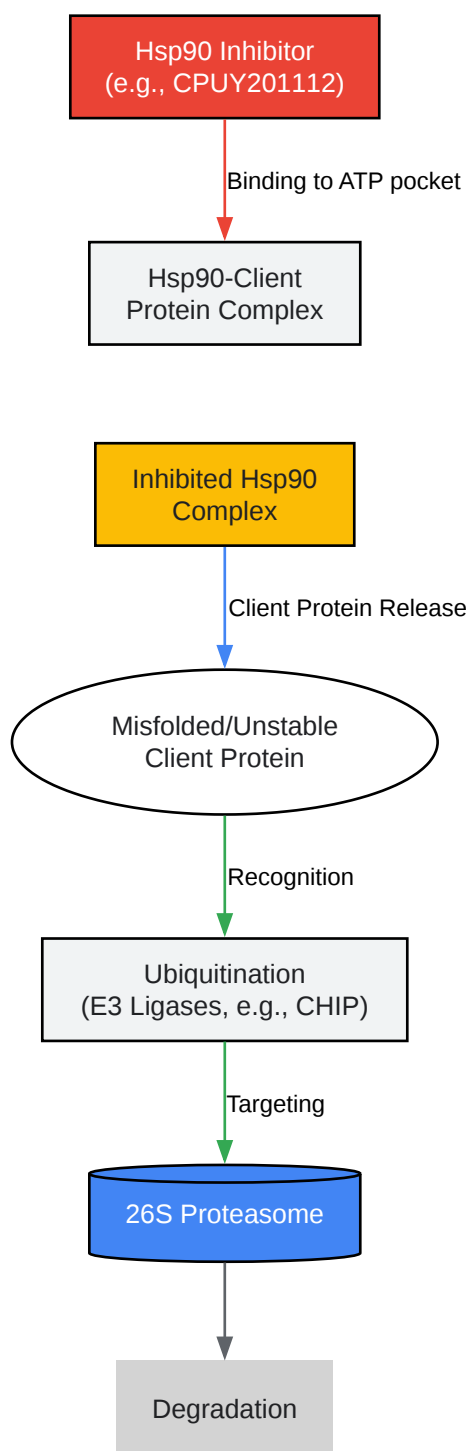 Hsp90 Inhibitor
(e.g., CPUY201112)
Binding to ATP pocket
Hsp90-Client
Protein Complex
Inhibited Hsp90
Complex
Client Protein Release
Misfolded/Unstable
Client Protein
Recognition
Ubiquitination
(E3 Ligases, e.g., CHIP)
Targeting
26S Proteasome
Degradation